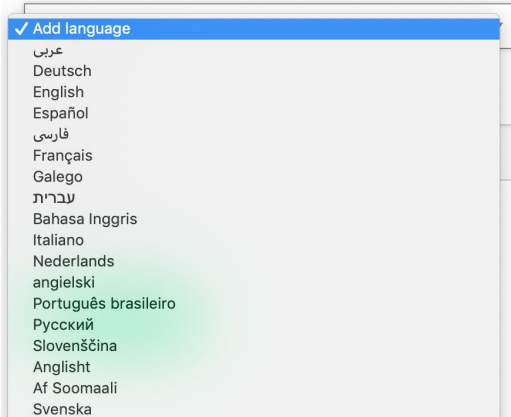 ✓ Add language
عربى
Deutsch
English
Español
فارسی
Français
Galego
עברית
Bahasa Inggris
Italiano
Nederlands
angielski
Português brasileiro
Русский
Slovenščina
Anglisht
Af Soomaali
Svenska